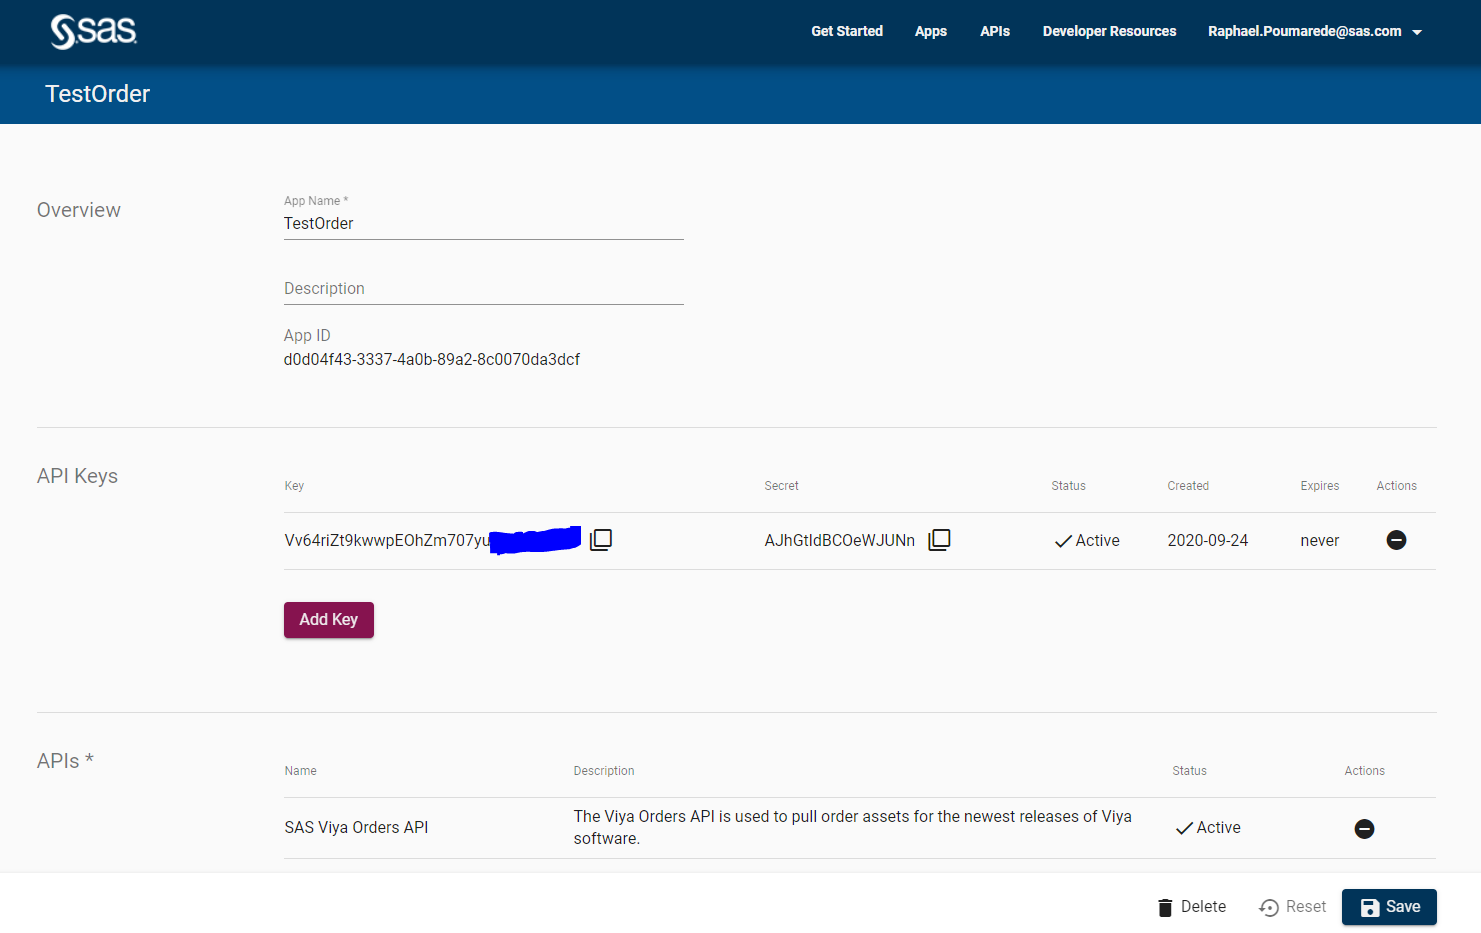 sas
Get Started Apps APIs Developer Resources Raphael.Poumarede@sas.com
TestOrder
Overview
App Name *
TestOrder
Description
App ID
d0d04f43-3337-4a0b-89a2-8c0070da3dcf
API Keys
Key Secret Status Created Expires Actions
Vv64riZt9kwwpEOhZm707yu AJhGtIdBCOeWJUNn Active 2020-09-24 never
Add Key
APIs *
Name Description Status Actions
SAS Viya Orders API The Viya Orders API is used to pull order assets for the newest releases of Viya Active
software.
Delete Reset Save